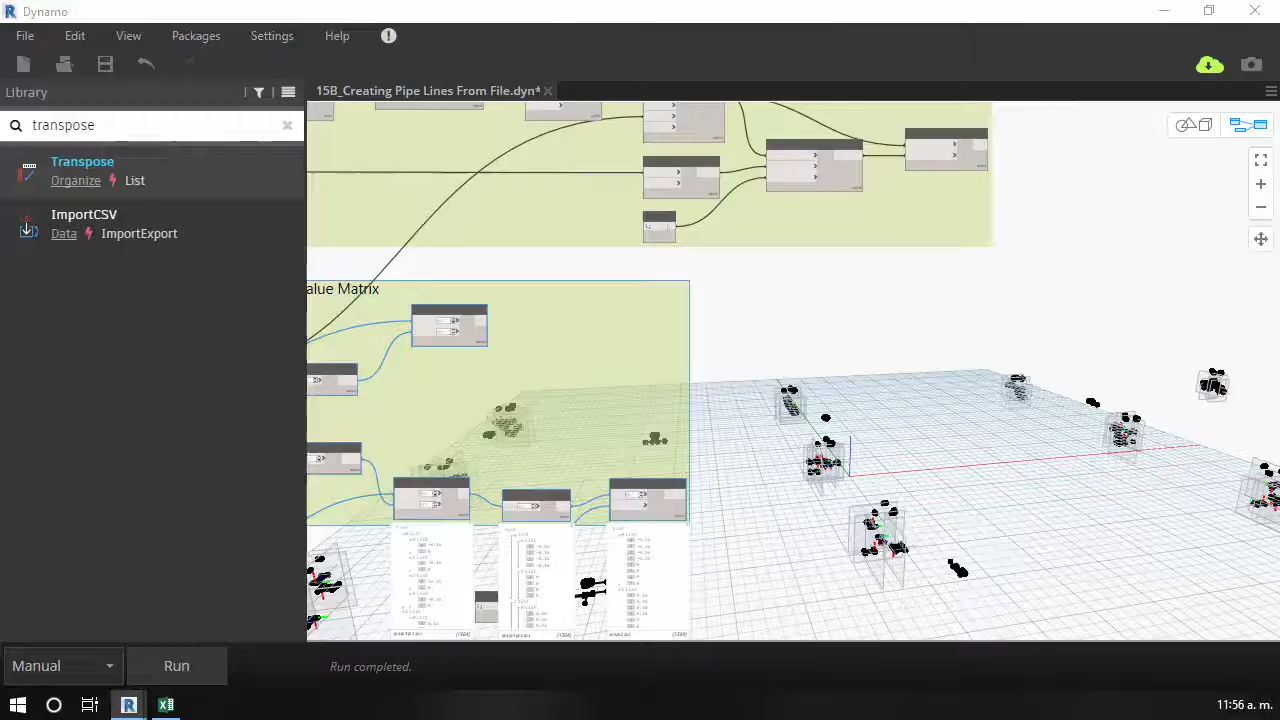 Dynamo
File Edit View Packages Settings Help
Library
15B_Creating Pipe Lines From File.dyn*
transpose
Transpose
Organize List
ImportCSV
Data ImportExport
alue Matrix
Manual
Run
Run completed.
11:56 a. m.